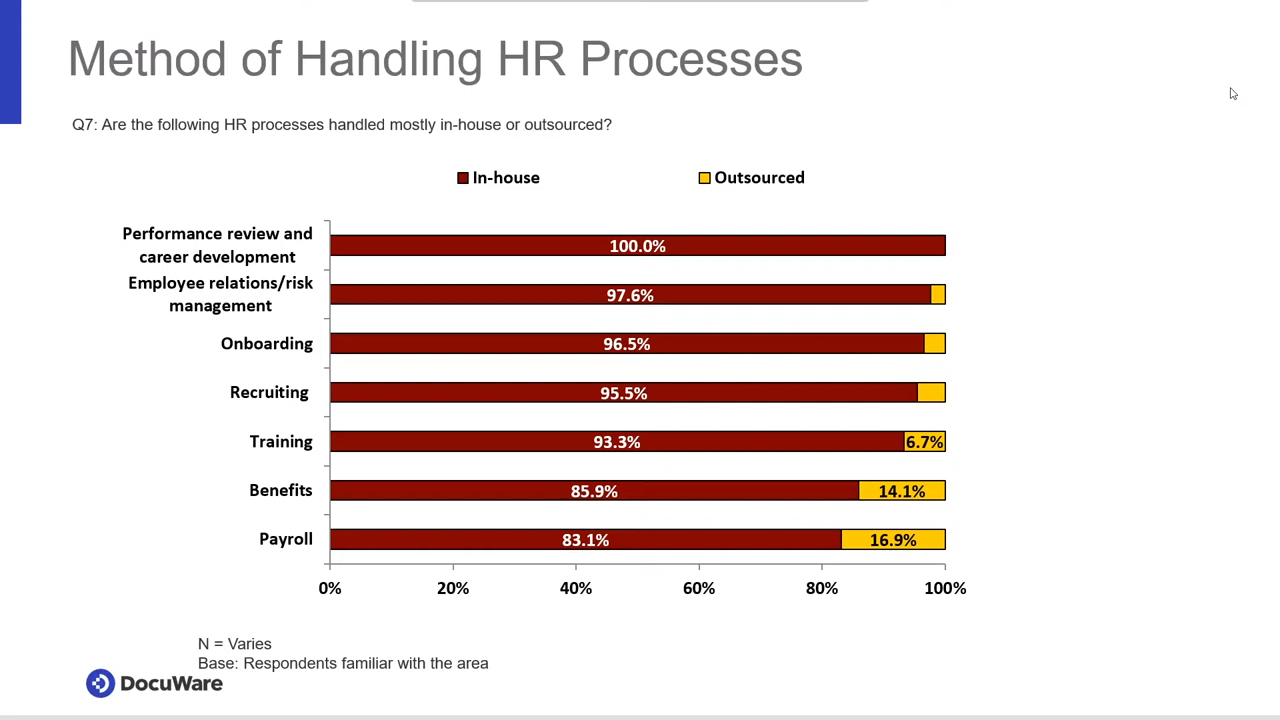 Method of Handling HR Processes
Q7: Are the following HR processes handled mostly in-house or outsourced?
In-house
Outsourced
Performance review and
career development
100.0%
Employee relations/risk
management
97.6%
Onboarding
96.5%
Recruiting
95.5%
Training
93.3%
6.7%
Benefits
85.9%
14.1%
Payroll
83.1%
16.9%
0%
20%
40%
60%
80%
100%
N = Varies
Base: Respondents familiar with the area
DocuWare